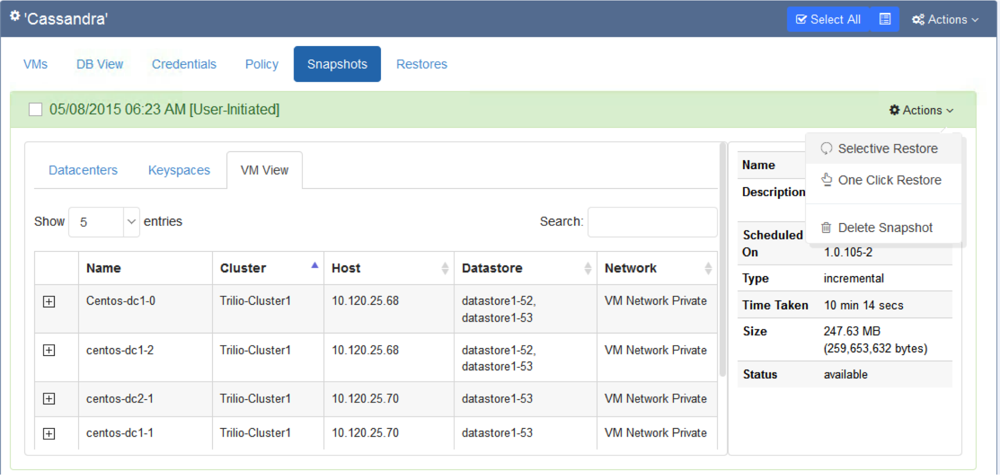 'Cassandra'
Select All
Actions
VMs
DB View
Credentials
Policy
Snapshots
Restores
05/08/2015 06:23 AM [User-Initiated]
Actions
Selective Restore
One Click Restore
Delete Snapshot
Datacenters
Keyspaces
VM View
Show 5 entries
Search:
Name Cluster Host Datastore Network
Centos-dc1-0 Trilio-Cluster1 10.120.25.68 datastore1-52, VM Network Private
datastore1-53
centos-dc1-2 Trilio-Cluster1 10.120.25.68 datastore1-52, VM Network Private
datastore1-53
centos-dc2-1 Trilio-Cluster1 10.120.25.70 datastore1-53 VM Network Private
centos-dc1-1 Trilio-Cluster1 10.120.25.70 datastore1-53 VM Network Private
Name
Description
Scheduled
On 1.0.105-2
Type incremental
Time Taken 10 min 14 secs
Size 247.63 MB
(259,653,632 bytes)
Status available